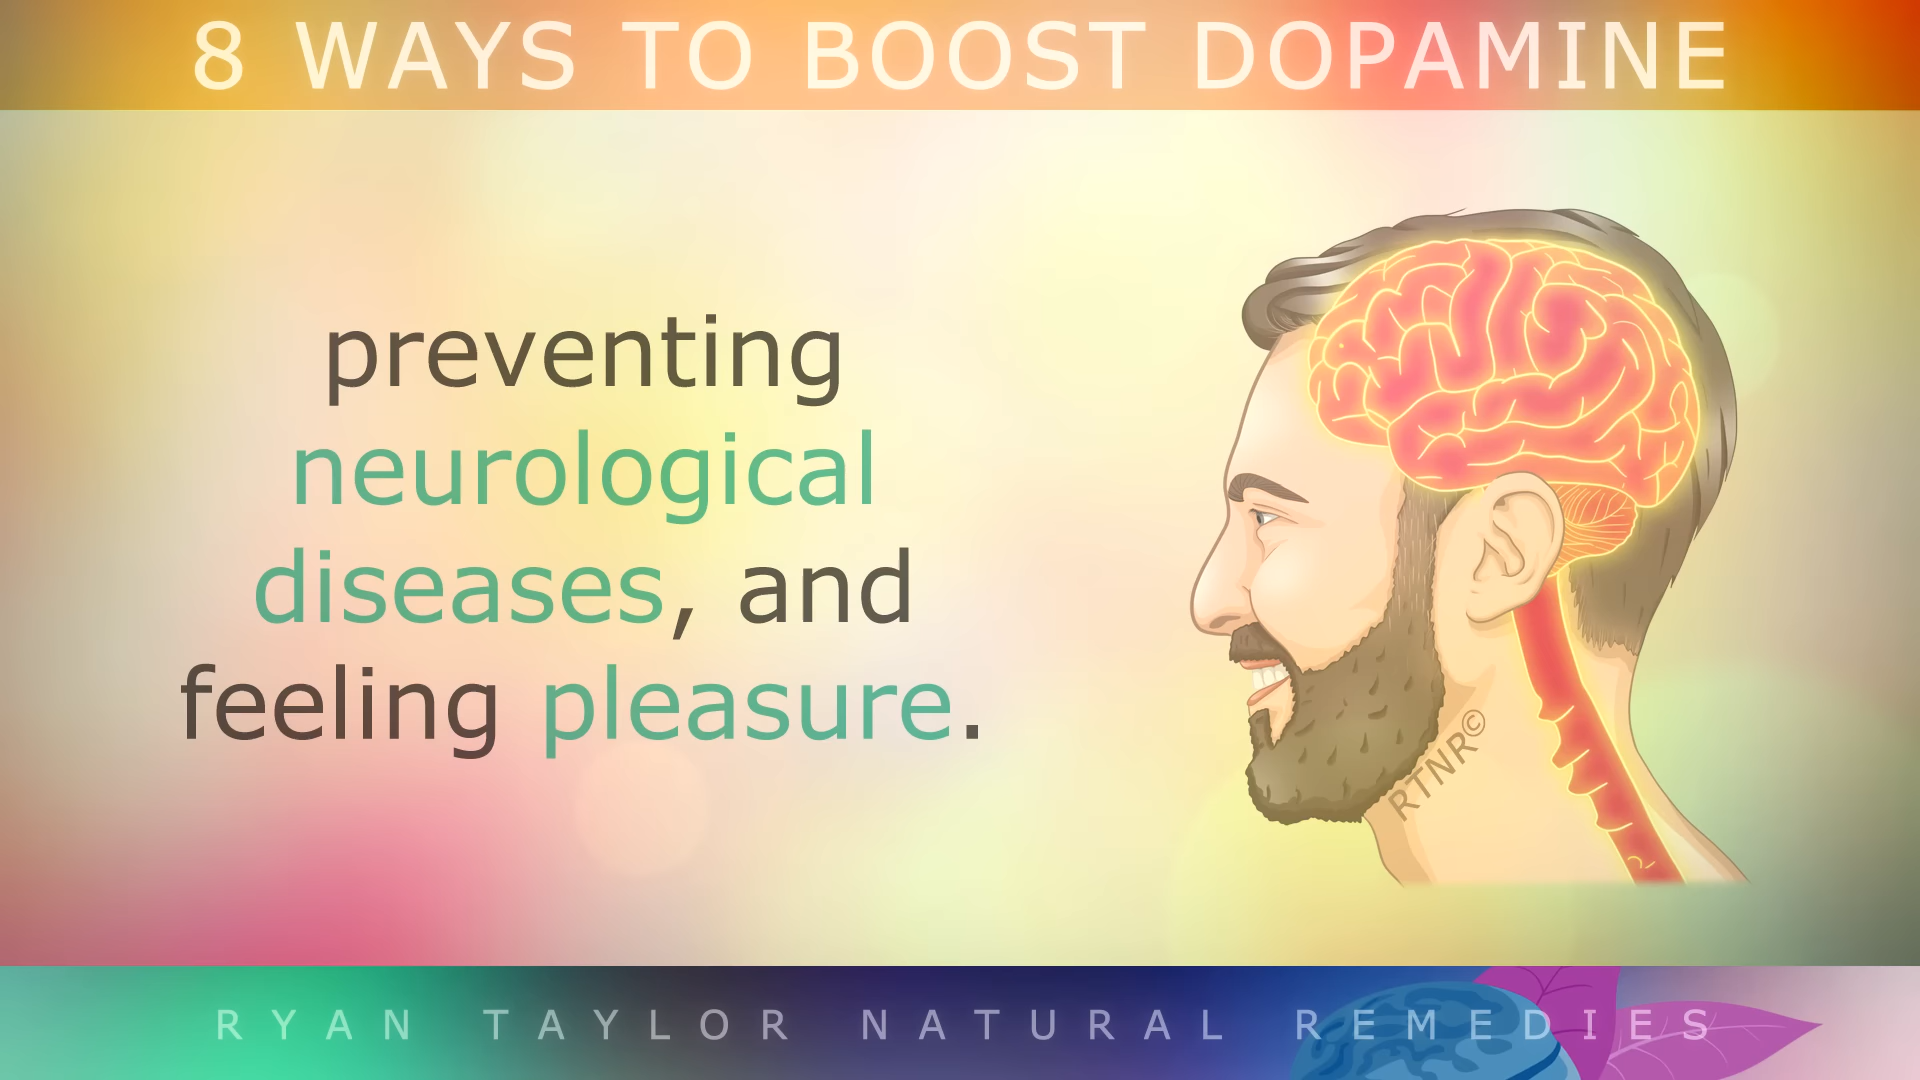 8 WAYS TO BOOST DOPAMINE
preventing
neurological
diseases, and
feeling pleasure.
RTNR©
RYAN TAYLOR NATURAL REMEDIES